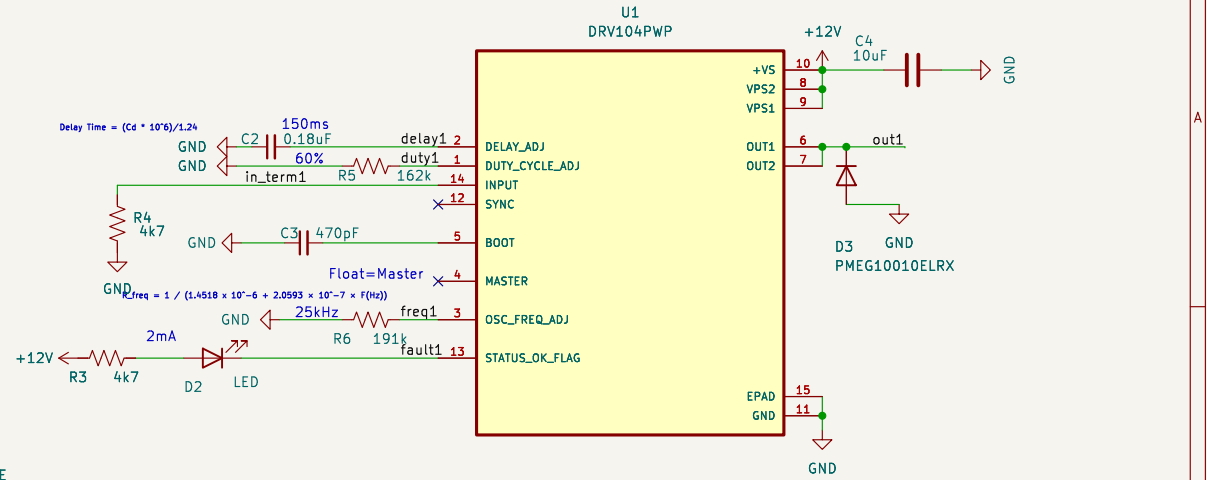 U1
DRV104PWP
+12V
C4
10uF
GND
+VS 10
VPS2 8
VPS1 9
A
Delay Time = (Cd * 10^6)/1.24
150ms
GND C2 0.18uF delay1 2 DELAY_ADJ
OUT1 6 out1
GND 60% duty1 1 DUTY_CYCLE_ADJ
OUT2 7
R5 162k
in_term1 14 INPUT
12 SYNC
R4
4k7
GND
GND
D3
PMEG10010ELRX
GND C3 470pF 5 BOOT
Float=Master 4 MASTER
R_freq = 1 / (1.4518 x 10^-6 + 2.0593 × 10^-7 × F(Hz))
GND 25kHz freq1 3 OSC_FREQ_ADJ
R6 191k
2mA
+12V fault1 13 STATUS_OK_FLAG
R3 4k7
D2 LED
EPAD 15
GND 11
GND
E